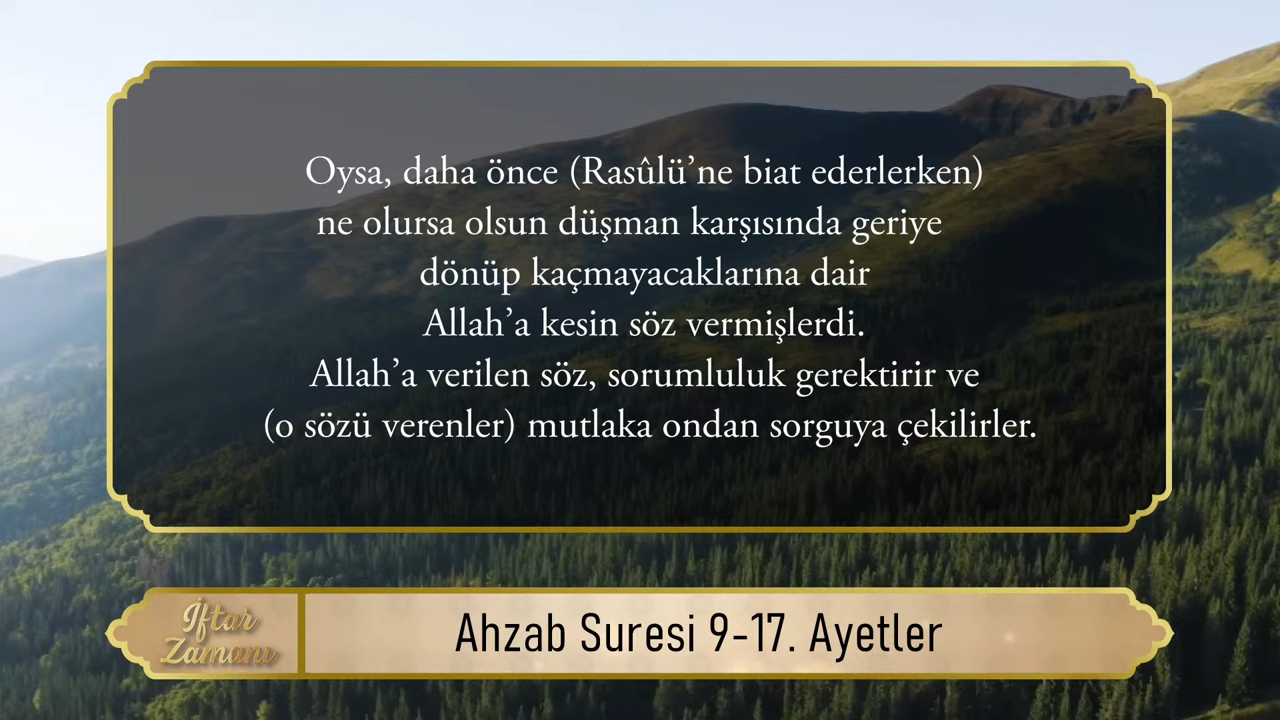 Oysa, daha önce (Rasûlü’ne biat ederlerken)
ne olursa olsun düşman karşısında geriye
dönüp kaçmayacaklarına dair
Allah’a kesin söz vermişlerdi.
Allah’a verilen söz, sorumluluk gerektirir ve
(o sözü verenler) mutlaka ondan sorguya çekilirler.
İftar
Zamanı
Ahzab Suresi 9-17. Ayetler